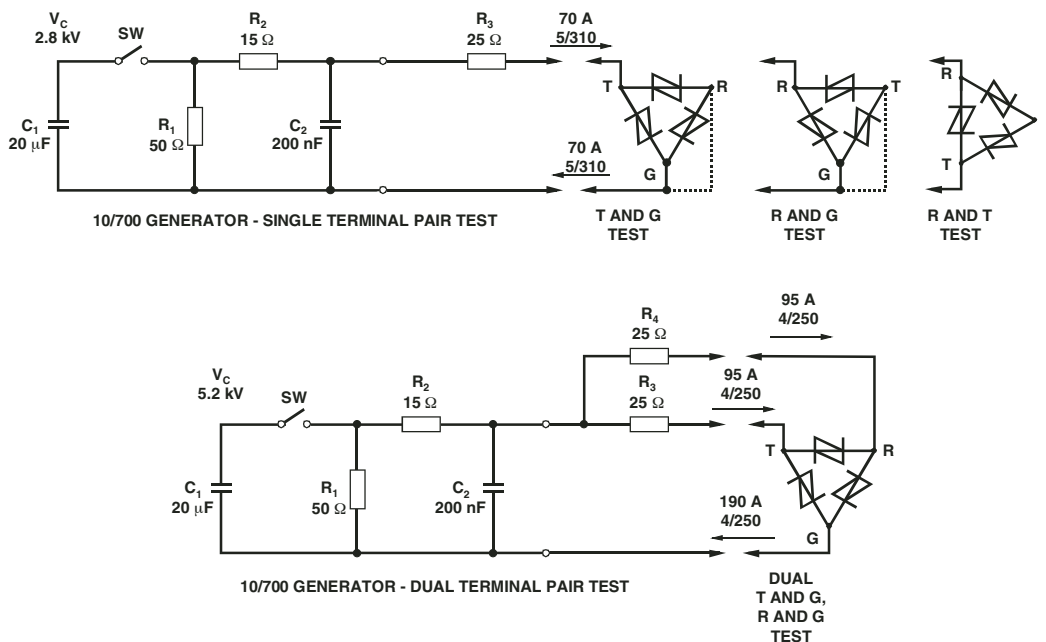 V_C
2.8 kV
SW
R_2
15 Ω
R_3
25 Ω
70 A
5/310
C_1
20 μF
R_1
50 Ω
C_2
200 nF
70 A
5/310
T
R
G
R
T
G
R
T
10/700 GENERATOR - SINGLE TERMINAL PAIR TEST
T AND G
TEST
R AND G
TEST
R AND T
TEST
V_C
5.2 kV
SW
R_2
15 Ω
R_4
25 Ω
R_3
25 Ω
95 A
4/250
95 A
4/250
C_1
20 μF
R_1
50 Ω
C_2
200 nF
190 A
4/250
T
R
G
10/700 GENERATOR - DUAL TERMINAL PAIR TEST
DUAL
T AND G,
R AND G
TEST